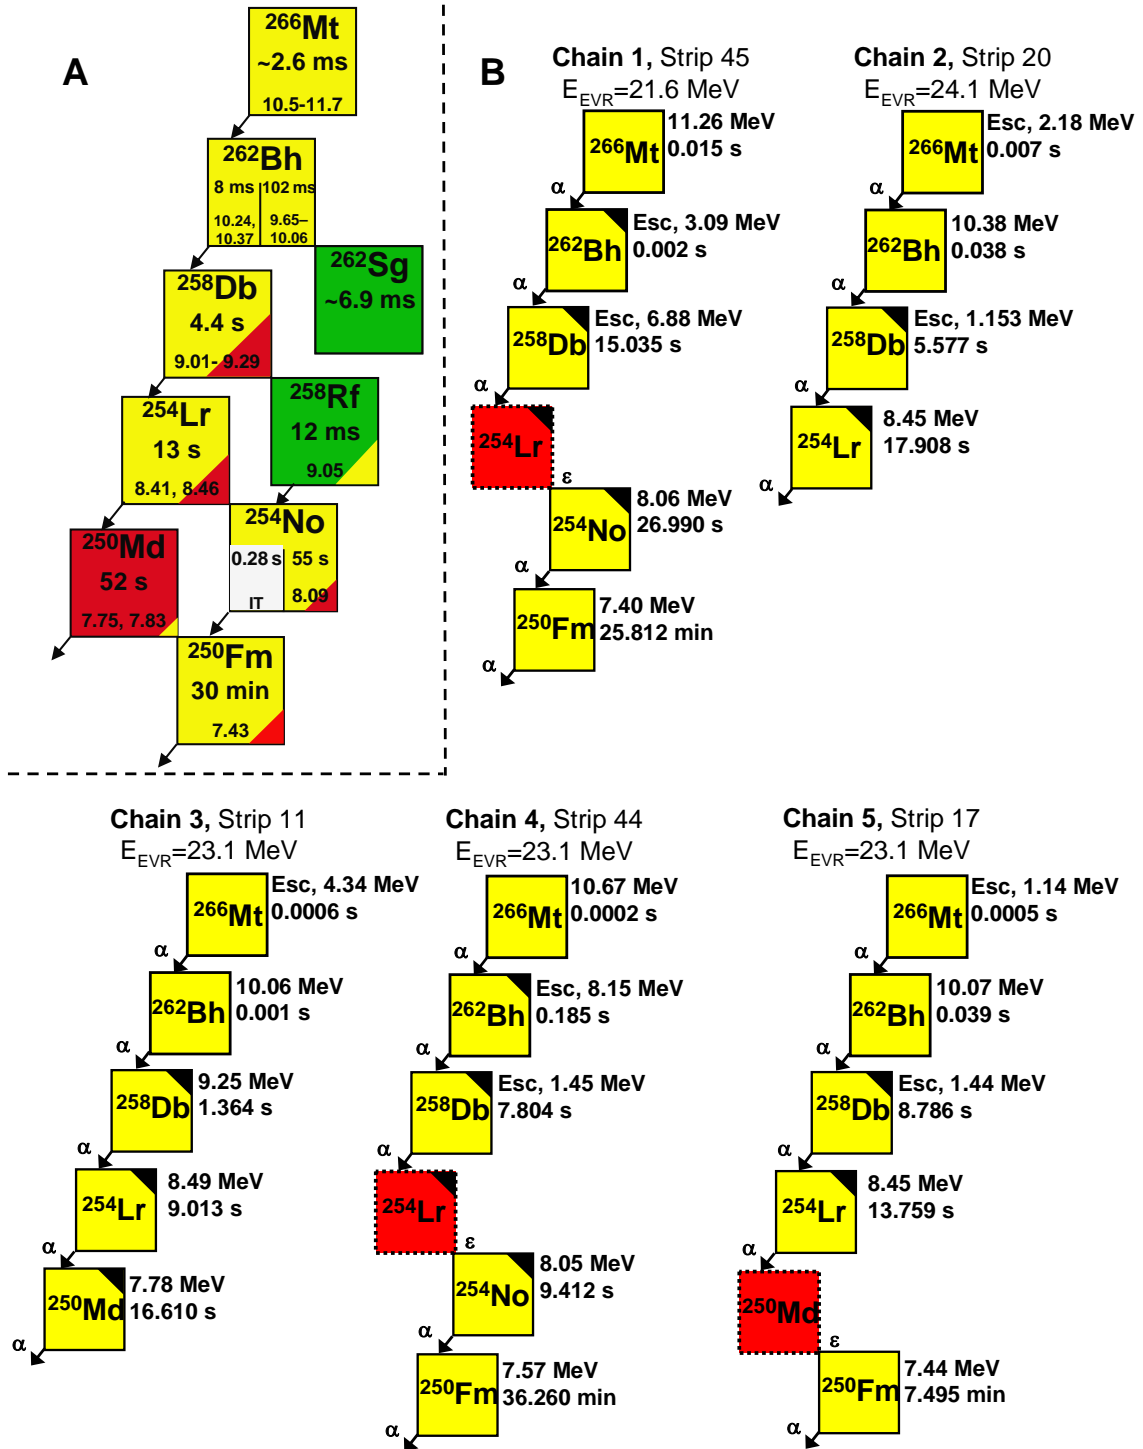 A
266Mt
~2.6 ms
10.5-11.7
262Bh
8 ms
102 ms
10.24,
10.37
9.65–
10.06
262Sg
~6.9 ms
258Db
4.4 s
9.01- 9.29
258Rf
12 ms
9.05
254Lr
13 s
8.41, 8.46
254No
0.28 s
IT
55 s
8.09
250Md
52 s
7.75, 7.83
250Fm
30 min
7.43
B
Chain 1, Strip 45
EEVR=21.6 MeV
266Mt
11.26 MeV
0.015 s
α
262Bh
Esc, 3.09 MeV
0.002 s
α
258Db
Esc, 6.88 MeV
15.035 s
α
254Lr
ε
254No
8.06 MeV
26.990 s
α
250Fm
7.40 MeV
25.812 min
α
Chain 2, Strip 20
EEVR=24.1 MeV
266Mt
Esc, 2.18 MeV
0.007 s
α
262Bh
10.38 MeV
0.038 s
α
258Db
Esc, 1.153 MeV
5.577 s
α
254Lr
8.45 MeV
17.908 s
α
Chain 3, Strip 11
EEVR=23.1 MeV
266Mt
Esc, 4.34 MeV
0.0006 s
α
262Bh
10.06 MeV
0.001 s
α
258Db
9.25 MeV
1.364 s
α
254Lr
8.49 MeV
9.013 s
α
250Md
7.78 MeV
16.610 s
α
Chain 4, Strip 44
EEVR=23.1 MeV
266Mt
10.67 MeV
0.0002 s
α
262Bh
Esc, 8.15 MeV
0.185 s
α
258Db
Esc, 1.45 MeV
7.804 s
α
254Lr
ε
254No
8.05 MeV
9.412 s
α
250Fm
7.57 MeV
36.260 min
α
Chain 5, Strip 17
EEVR=23.1 MeV
266Mt
Esc, 1.14 MeV
0.0005 s
α
262Bh
10.07 MeV
0.039 s
α
258Db
Esc, 1.44 MeV
8.786 s
α
254Lr
8.45 MeV
13.759 s
α
250Md
ε
250Fm
7.44 MeV
7.495 min
α